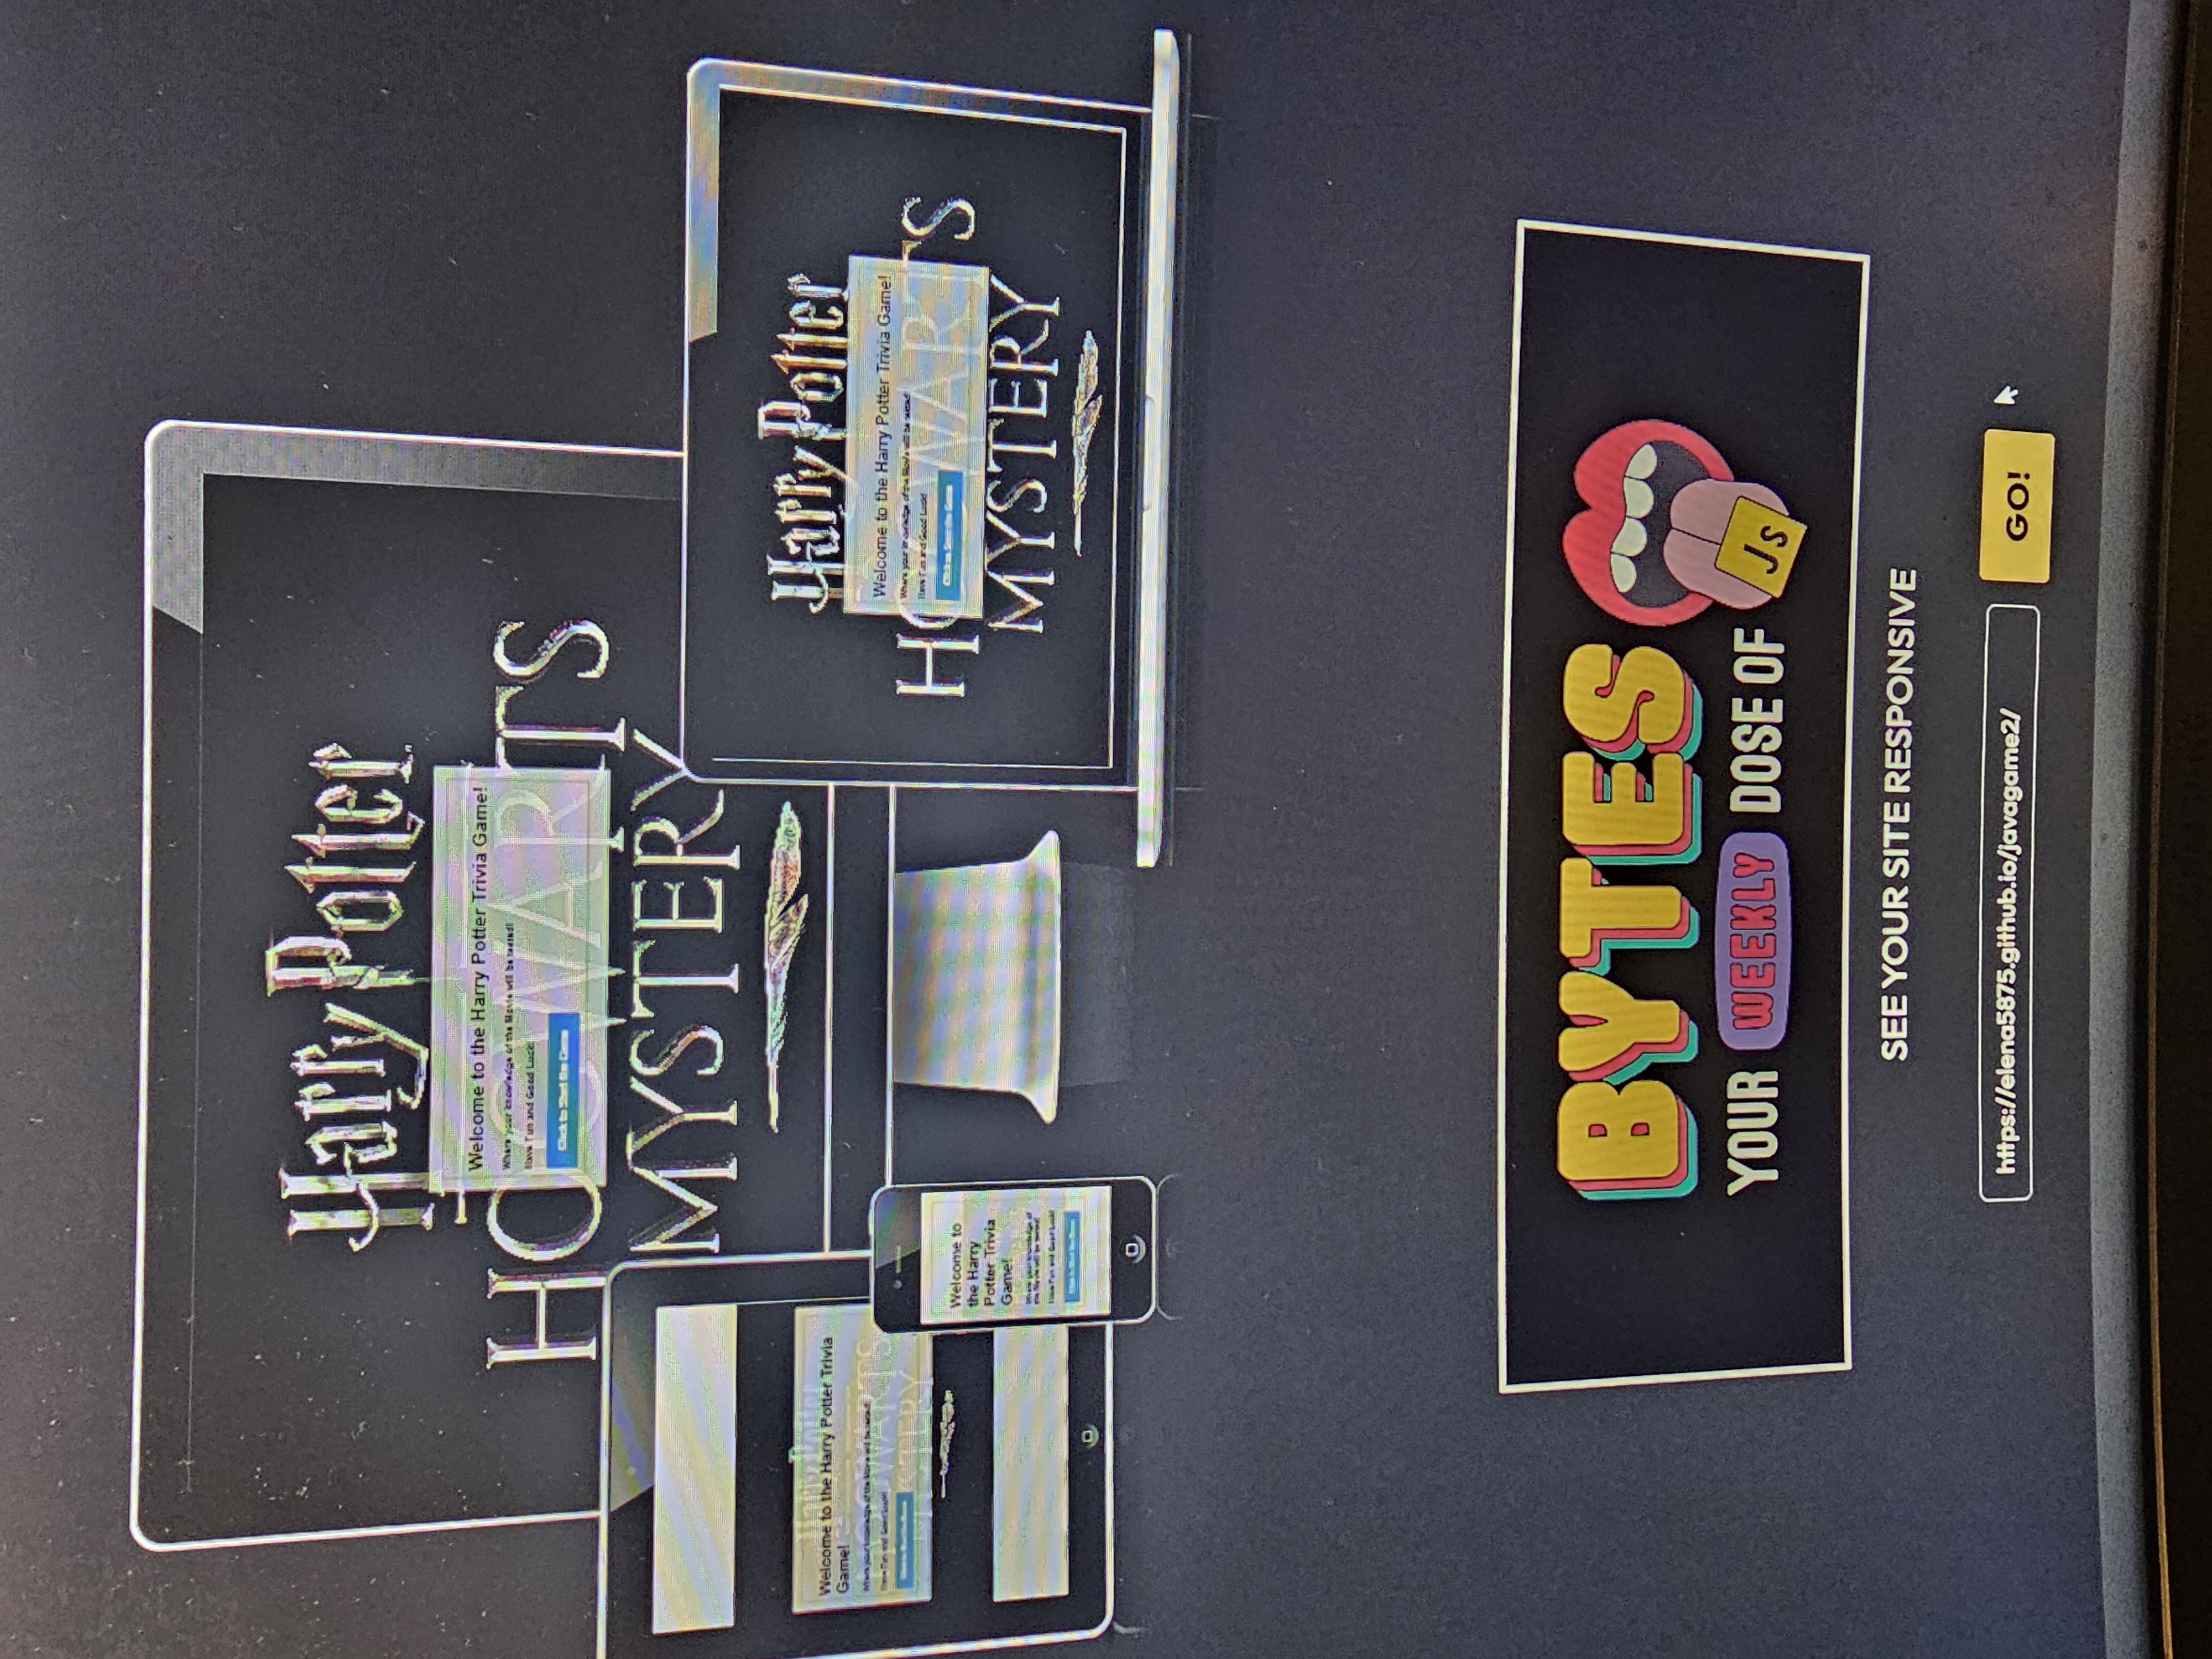 Harry Potter
HOGWARTS
MYSTERY
Welcome to the Harry Potter Trivia Game!
Where your knowledge of the Movie will be tested!
Have Fun and Good Luck!
Click to Start the Game
Welcome to the Harry Potter Trivia
Game!
Where your knowledge of the Movie will be tested!
Have Fun and Good Luck!
Click to Start the Game
Harry Potter
HOGWARTS
MYSTERY
Welcome to
the Harry
Potter Trivia
Game!
Where your knowledge of
the Movie will be tested!
Have Fun and Good Luck!
Click to Start the Game
Harry Potter
HOGWARTS
MYSTERY
Welcome to the Harry Potter Trivia Game!
Where your knowledge of the Movie will be tested!
Have Fun and Good Luck!
Click to Start the Game
BYTES
YOUR WEEKLY DOSE OF JS
SEE YOUR SITE RESPONSIVE
https://elena5875.github.io/javagame2/
GO!